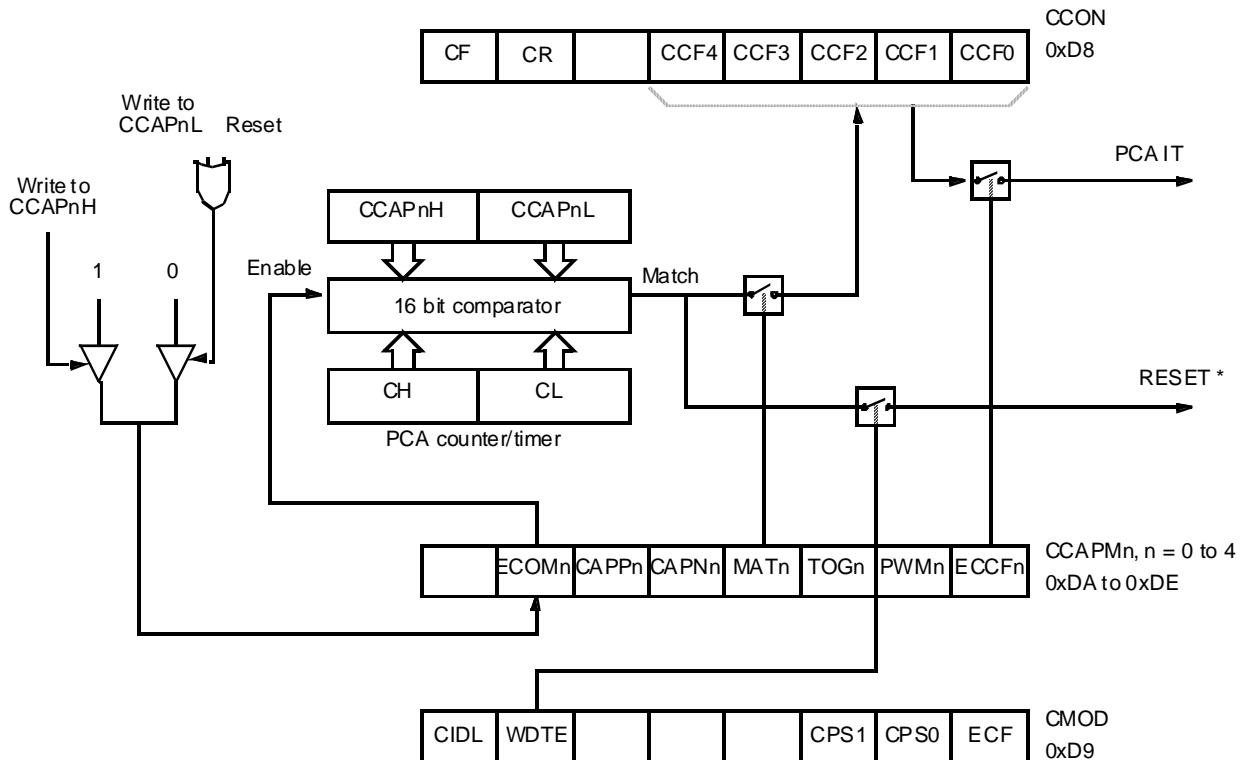 CCON
0xD8
CF CR CCF4 CCF3 CCF2 CCF1 CCF0
Write to
CCAPnL Reset
PCA IT
Write to
CCAPnH
CCAPnH CCAPnL
1 0
Enable
Match
16 bit comparator
RESET *
CH CL
PCA counter/timer
CCAPMn, n = 0 to 4
0xDA to 0xDE
ECOMn CAPPn CAPNn MATn TOGn PWMn ECCFn
CMOD
0xD9
CIDL WDTE CPS1 CPS0 ECF